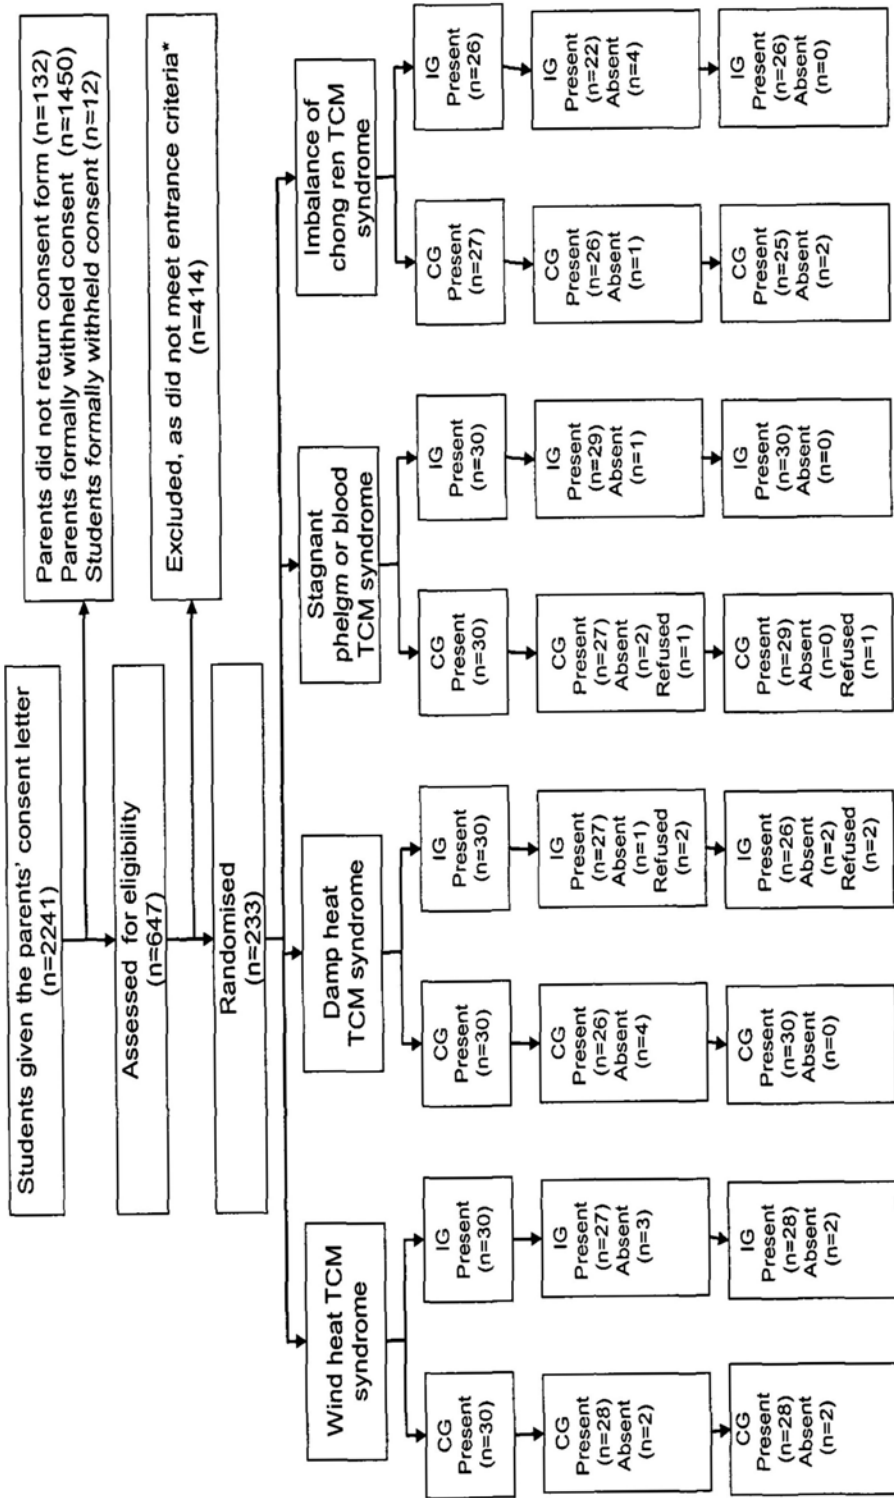 Students given the parents' consent letter
(n=2241)
Parents did not return consent form (n=132)
Parents formally withheld consent (n=1450)
Students formally withheld consent (n=12)
Assessed for eligibility
(n=647)
Excluded, as did not meet entrance criteria*
(n=414)
Randomised
(n=233)
Wind heat TCM
syndrome
Damp heat
TCM syndrome
Stagnant
phelgm or blood
TCM syndrome
Imbalance of
chong ren TCM
syndrome
CG
Present
(n=30)
IG
Present
(n=30)
CG
Present
(n=30)
IG
Present
(n=30)
CG
Present
(n=30)
IG
Present
(n=30)
CG
Present
(n=27)
IG
Present
(n=26)
CG
Present
(n=28)
Absent
(n=2)
IG
Present
(n=27)
Absent
(n=3)
CG
Present
(n=26)
Absent
(n=4)
IG
Present
(n=27)
Absent
(n=1)
Refused
(n=2)
CG
Present
(n=27)
Absent
(n=2)
Refused
(n=1)
IG
Present
(n=29)
Absent
(n=1)
CG
Present
(n=26)
Absent
(n=1)
IG
Present
(n=22)
Absent
(n=4)
CG
Present
(n=28)
Absent
(n=2)
IG
Present
(n=28)
Absent
(n=2)
CG
Present
(n=30)
Absent
(n=0)
IG
Present
(n=26)
Absent
(n=2)
Refused
(n=2)
CG
Present
(n=29)
Absent
(n=0)
Refused
(n=1)
IG
Present
(n=30)
Absent
(n=0)
CG
Present
(n=25)
Absent
(n=2)
IG
Present
(n=26)
Absent
(n=0)